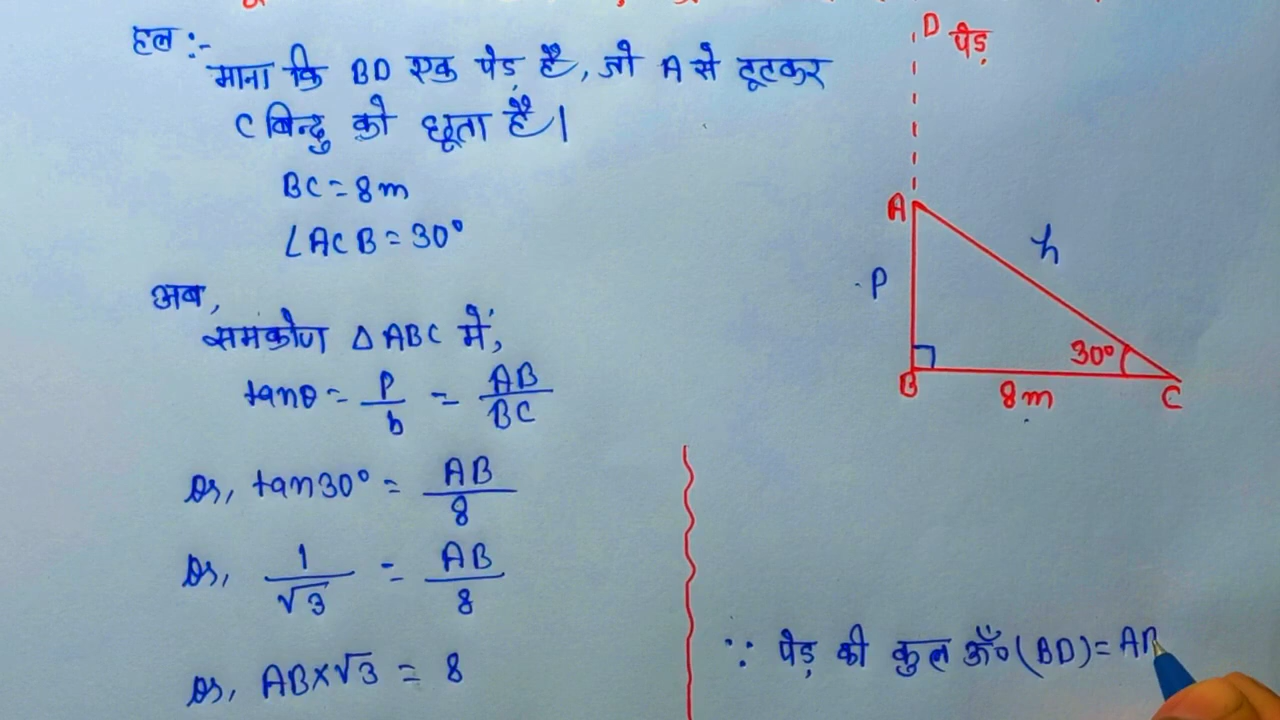 हल :-
माना कि BD एक पेड़ है, जो A से टूटकर
C बिन्दु को छूता है।
BC = 8m
∠ACB = 30°
अब,
समकोण △ABC में,
tanθ = P/b = AB/BC
Or, tan30° = AB/8
Or, 1/√3 = AB/8
Or, AB×√3 = 8
D पेड़
A
h
P
30°
B
8m
C
∵ पेड़ की कुल ऊँ०(BD) = AB